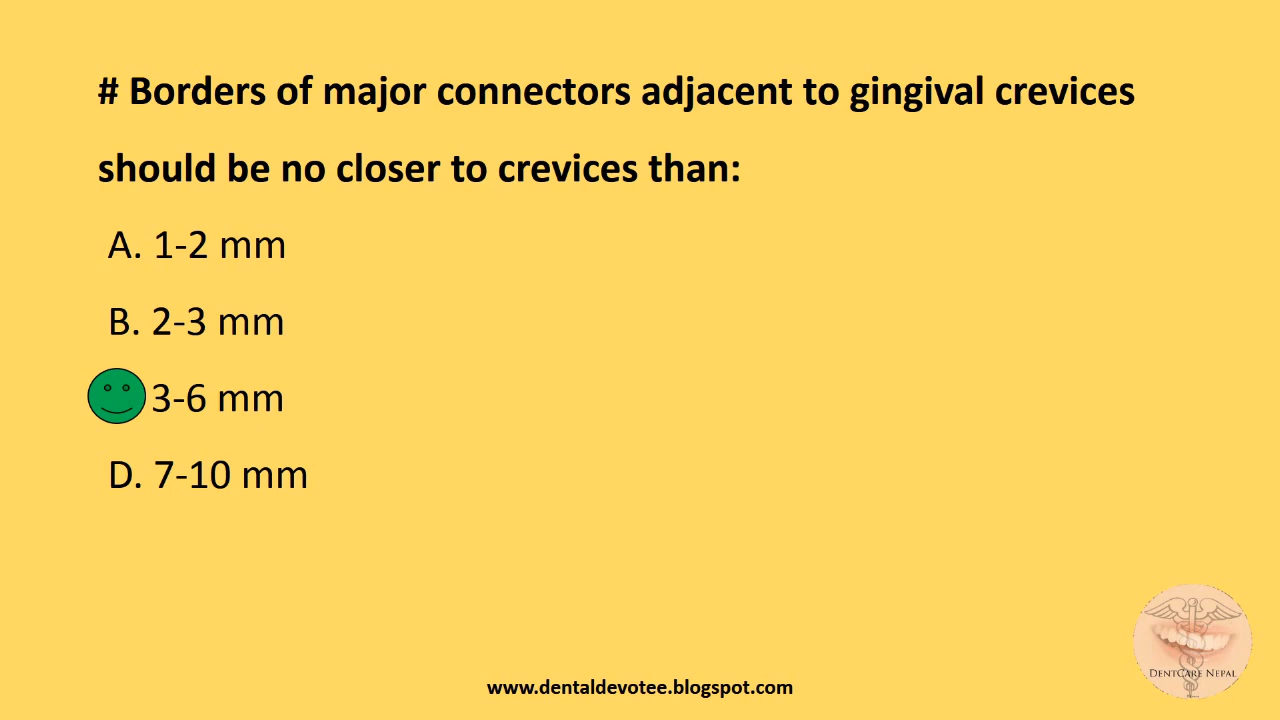 # Borders of major connectors adjacent to gingival crevices
should be no closer to crevices than:
A. 1-2 mm
B. 2-3 mm
3-6 mm
D. 7-10 mm
DENTCARE NEPAL
www.dentaldevotee.blogspot.com